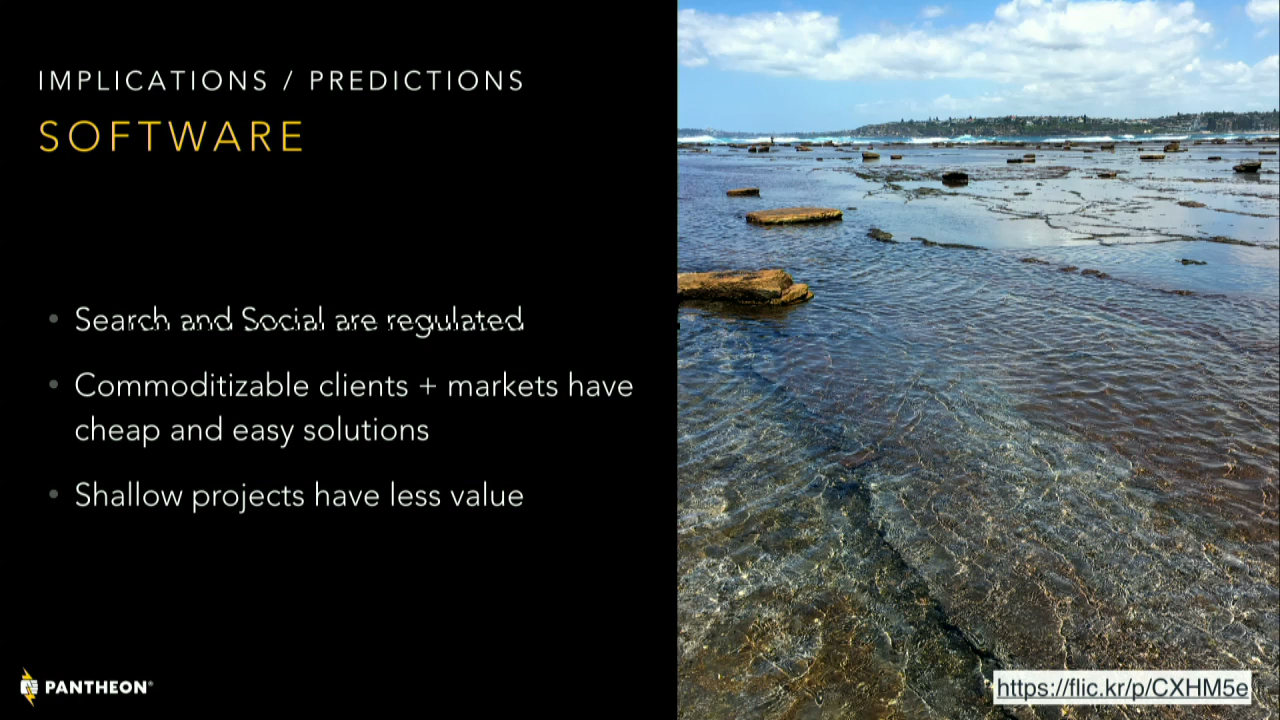 IMPLICATIONS / PREDICTIONS
SOFTWARE
• Search and Social are regulated
• Commoditizable clients + markets have
cheap and easy solutions
• Shallow projects have less value
PANTHEON®
https://flic.kr/p/CXHM5e